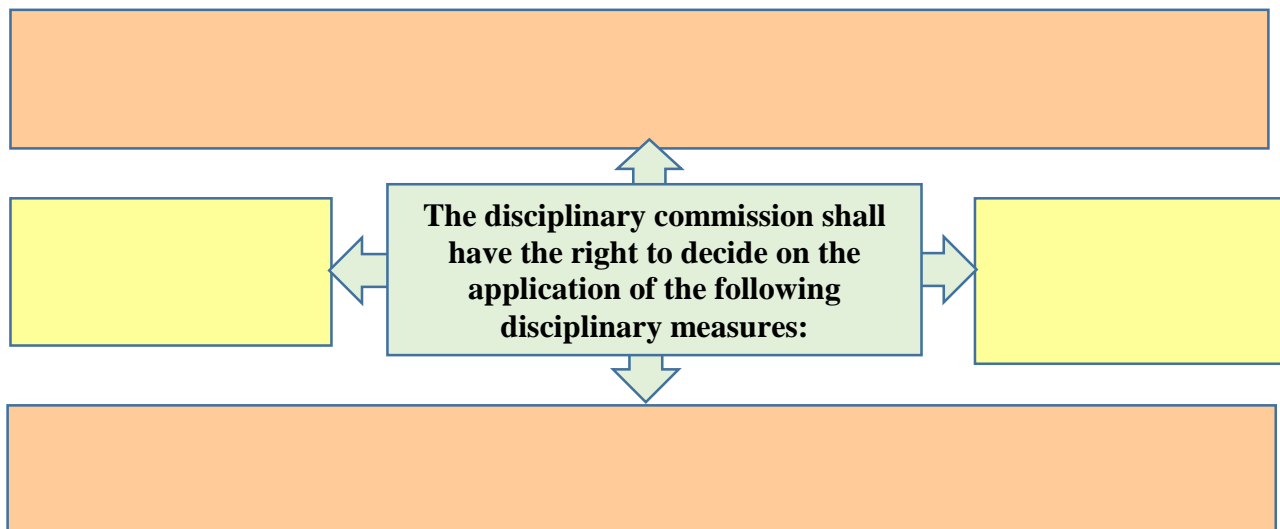 The disciplinary commission shall
have the right to decide on the
application of the following
disciplinary measures: